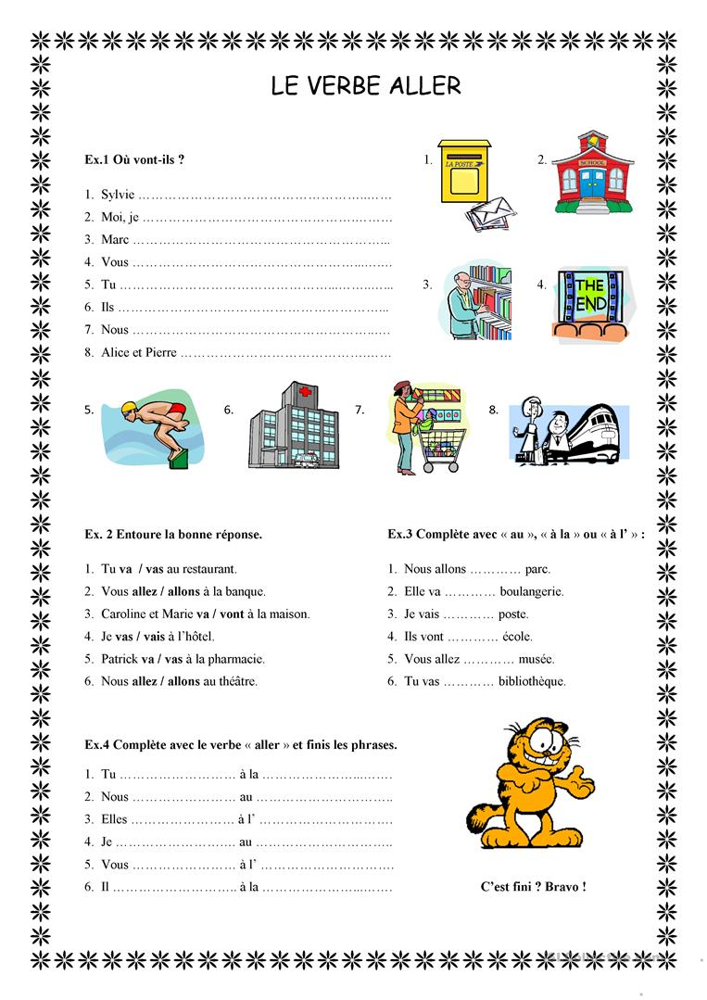 LE VERBE ALLER
Ex.1 Où vont-ils ?
1. Sylvie …………………………………………………
2. Moi, je …………………………………………………
3. Marc …………………………………………………
4. Vous …………………………………………………
5. Tu …………………………………………………
6. Ils …………………………………………………
7. Nous …………………………………………………
8. Alice et Pierre ……………………………………
1.
LA POSTE
2.
SCHOOL
3.
4.
THE
END
5.
6.
7.
8.
Ex. 2 Entoure la bonne réponse.
1. Tu va / vas au restaurant.
2. Vous allez / allons à la banque.
3. Caroline et Marie va / vont à la maison.
4. Je vas / vais à l’hôtel.
5. Patrick va / vas à la pharmacie.
6. Nous allez / allons au théâtre.
Ex.3 Complète avec « au », « à la » ou « à l’ » :
1. Nous allons ………… parc.
2. Elle va ………… boulangerie.
3. Je vais ………… poste.
4. Ils vont ………… école.
5. Vous allez ………… musée.
6. Tu vas ………… bibliothèque.
Ex.4 Complète avec le verbe « aller » et finis les phrases.
1. Tu ……………………… à la …………………………
2. Nous …………………… au …………………………
3. Elles …………………… à l’ …………………………
4. Je ……………………… au …………………………
5. Vous …………………… à l’ …………………………
6. Il ……………………… à la …………………………
C’est fini ? Bravo !